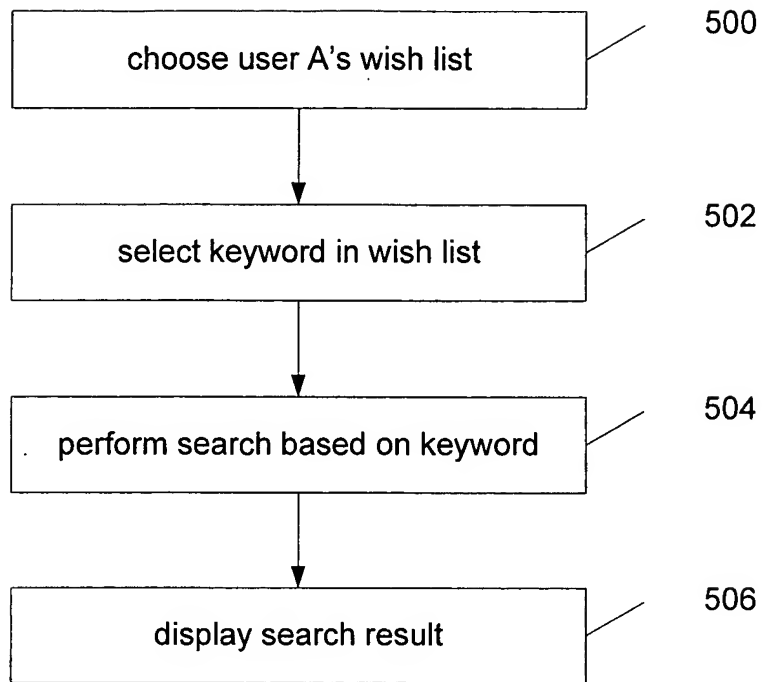 500
choose user A's wish list
502
select keyword in wish list
504
perform search based on keyword
506
display search result